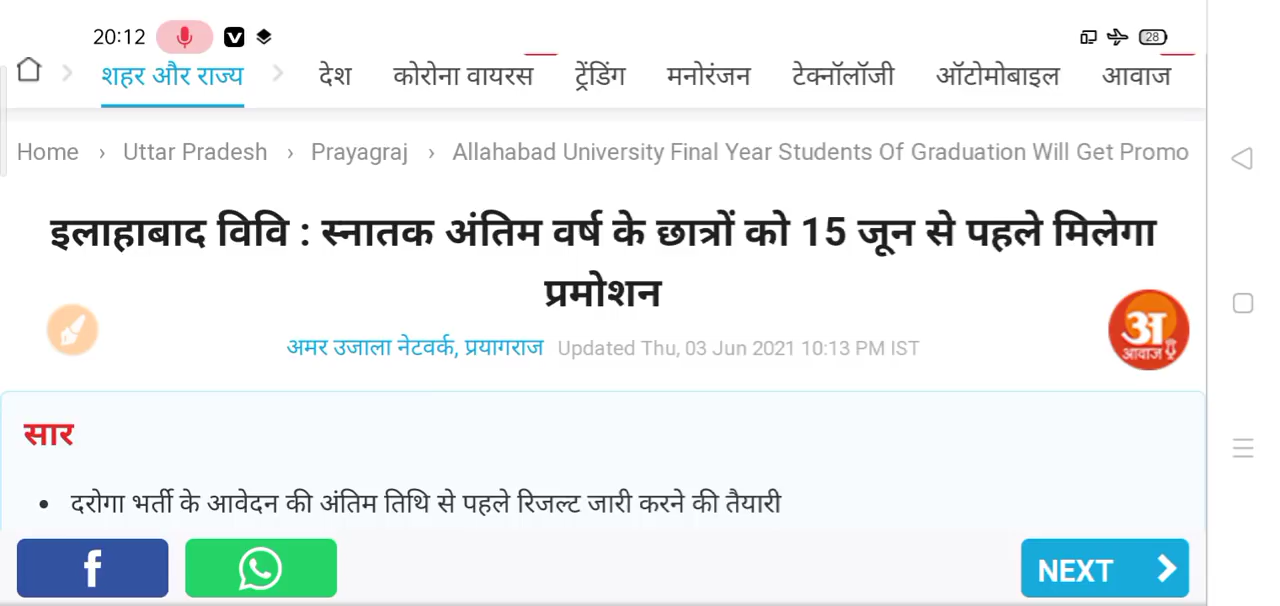 20:12
28
शहर और राज्य देश कोरोना वायरस ट्रेंडिंग मनोरंजन टेक्नॉलॉजी ऑटोमोबाइल आवाज
Home › Uttar Pradesh › Prayagraj › Allahabad University Final Year Students Of Graduation Will Get Promo
इलाहाबाद विवि : स्नातक अंतिम वर्ष के छात्रों को 15 जून से पहले मिलेगा
प्रमोशन
अ
आवाज
अमर उजाला नेटवर्क, प्रयागराज Updated Thu, 03 Jun 2021 10:13 PM IST
सार
• दरोगा भर्ती के आवेदन की अंतिम तिथि से पहले रिजल्ट जारी करने की तैयारी
NEXT